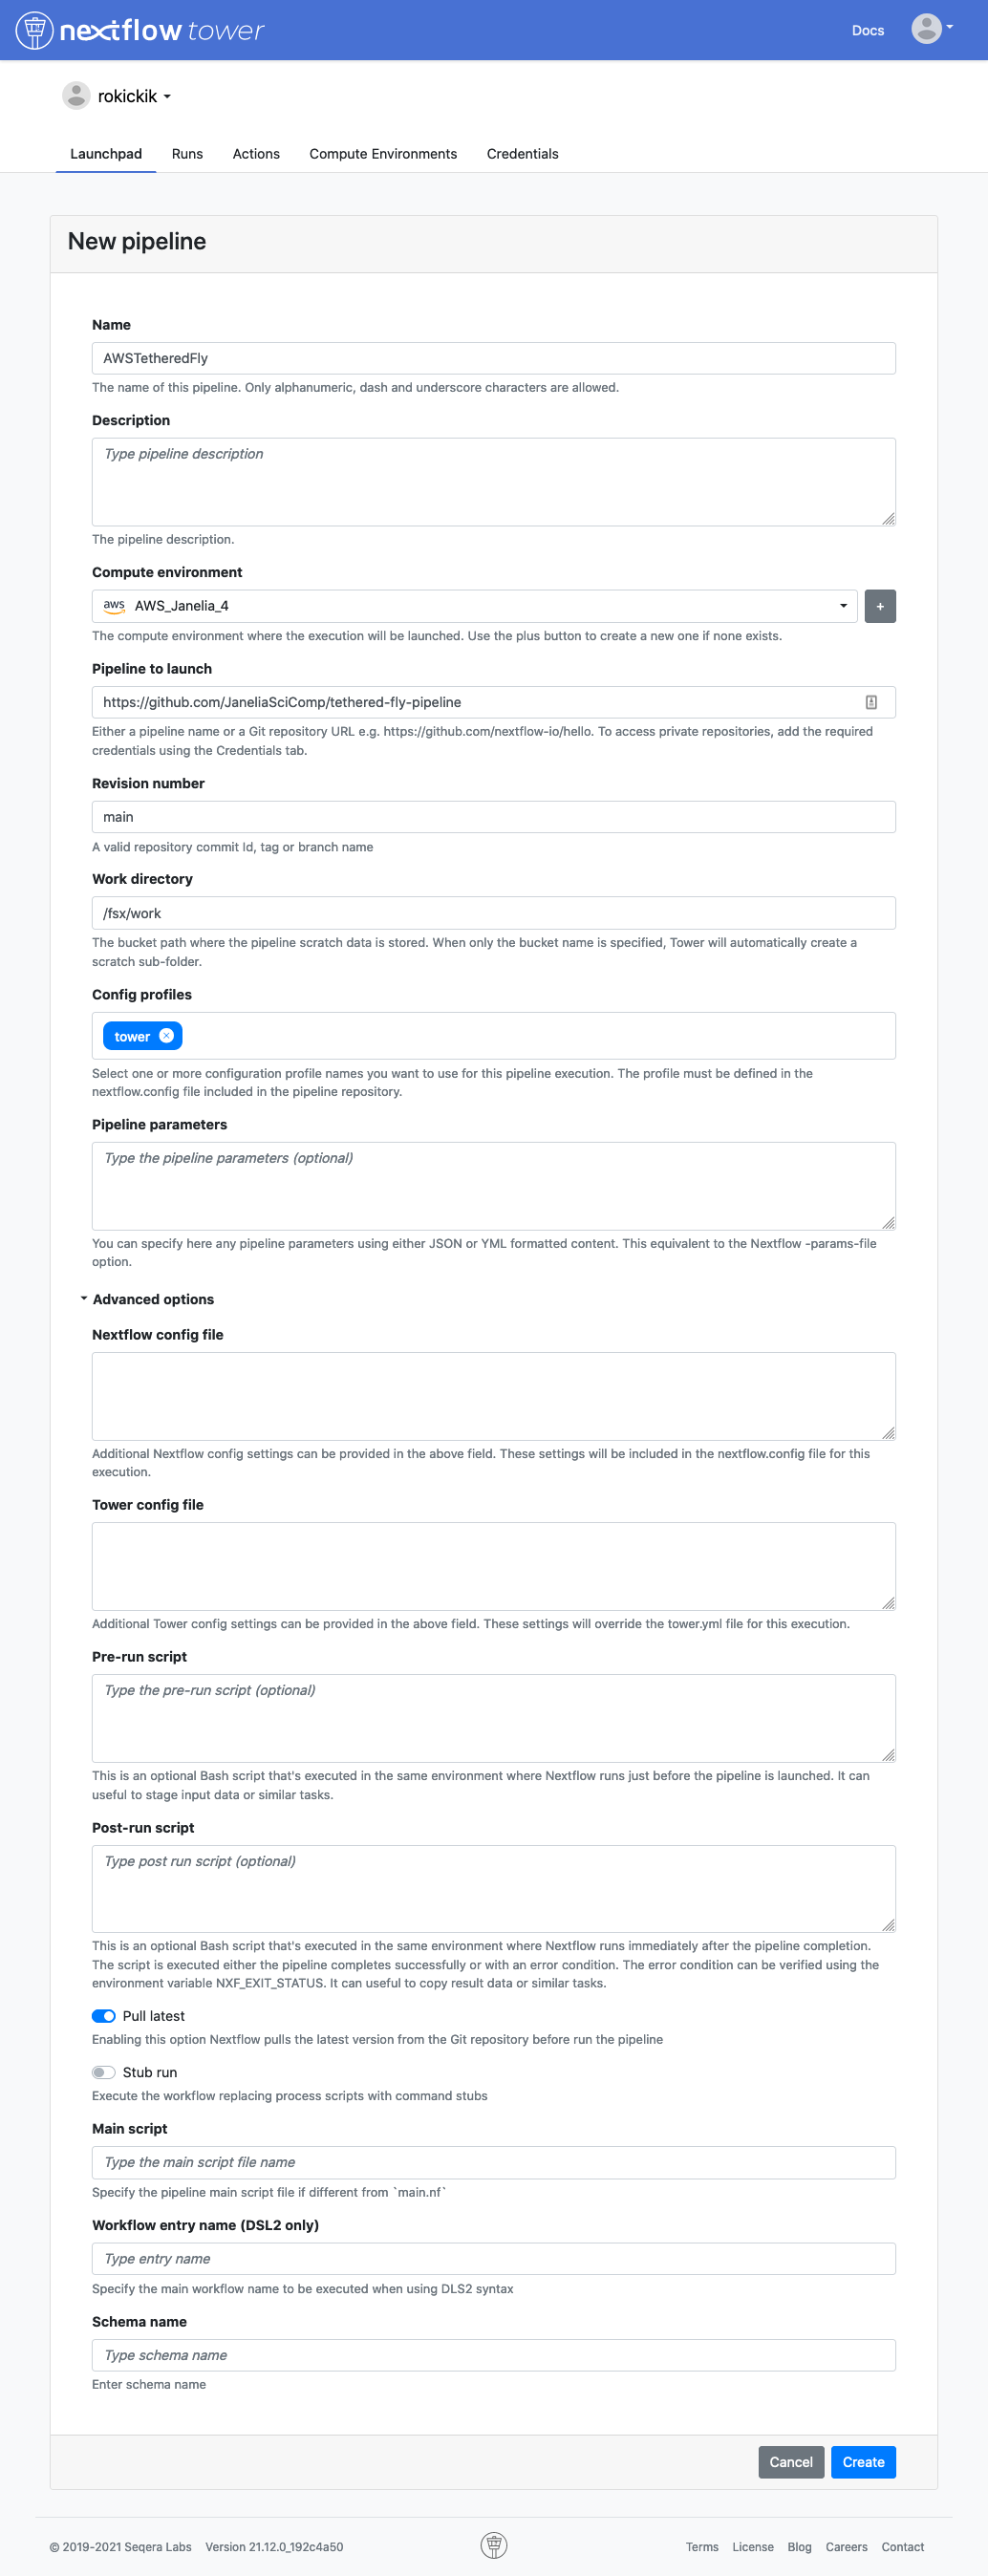 nextflow tower
Docs
rokickik
Launchpad Runs Actions Compute Environments Credentials
New pipeline
Name
AWSTetheredFly
The name of this pipeline. Only alphanumeric, dash and underscore characters are allowed.
Description
Type pipeline description
The pipeline description.
Compute environment
aws AWS_Janelia_4 +
The compute environment where the execution will be launched. Use the plus button to create a new one if none exists.
Pipeline to launch
https://github.com/JaneliaSciComp/tethered-fly-pipeline
Either a pipeline name or a Git repository URL e.g. https://github.com/nextflow-io/hello. To access private repositories, add the required
credentials using the Credentials tab.
Revision number
main
A valid repository commit Id, tag or branch name
Work directory
/fsx/work
The bucket path where the pipeline scratch data is stored. When only the bucket name is specified, Tower will automatically create a
scratch sub-folder.
Config profiles
tower
Select one or more configuration profile names you want to use for this pipeline execution. The profile must be defined in the
nextflow.config file included in the pipeline repository.
Pipeline parameters
Type the pipeline parameters (optional)
You can specify here any pipeline parameters using either JSON or YML formatted content. This equivalent to the Nextflow -params-file
option.
Advanced options
Nextflow config file
Additional Nextflow config settings can be provided in the above field. These settings will be included in the nextflow.config file for this
execution.
Tower config file
Additional Tower config settings can be provided in the above field. These settings will override the tower.yml file for this execution.
Pre-run script
Type the pre-run script (optional)
This is an optional Bash script that's executed in the same environment where Nextflow runs just before the pipeline is launched. It can
useful to stage input data or similar tasks.
Post-run script
Type post run script (optional)
This is an optional Bash script that's executed in the same environment where Nextflow runs immediately after the pipeline completion.
The script is executed either the pipeline completes successfully or with an error condition. The error condition can be verified using the
environment variable NXF_EXIT_STATUS. It can useful to copy result data or similar tasks.
Pull latest
Enabling this option Nextflow pulls the latest version from the Git repository before run the pipeline
Stub run
Execute the workflow replacing process scripts with command stubs
Main script
Type the main script file name
Specify the pipeline main script file if different from `main.nf`
Workflow entry name (DSL2 only)
Type entry name
Specify the main workflow name to be executed when using DLS2 syntax
Schema name
Type schema name
Enter schema name
Cancel Create
© 2019-2021 Seqera Labs Version 21.12.0_192c4a50 Terms License Blog Careers Contact